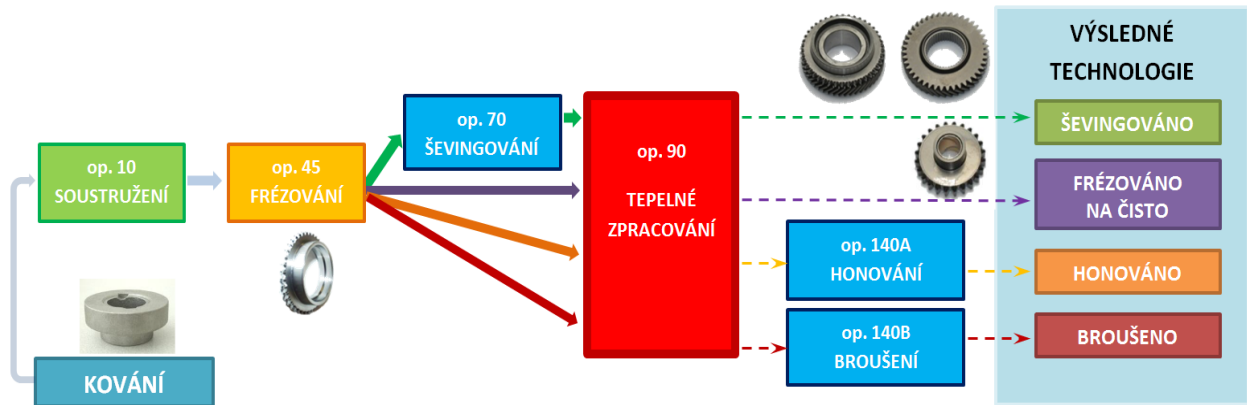 VÝSLEDNÉ
TECHNOLOGIE
op. 10
SOUSTRUŽENÍ
op. 45
FRÉZOVÁNÍ
op. 70
ŠEVINGOVÁNÍ
op. 90
TEPELNÉ
ZPRACOVÁNÍ
op. 140A
HONOVÁNÍ
op. 140B
BROUŠENÍ
ŠEVINGOVÁNO
FRÉZOVÁNO
NA ČISTO
HONOVÁNO
BROUŠENO
KOVÁNÍ